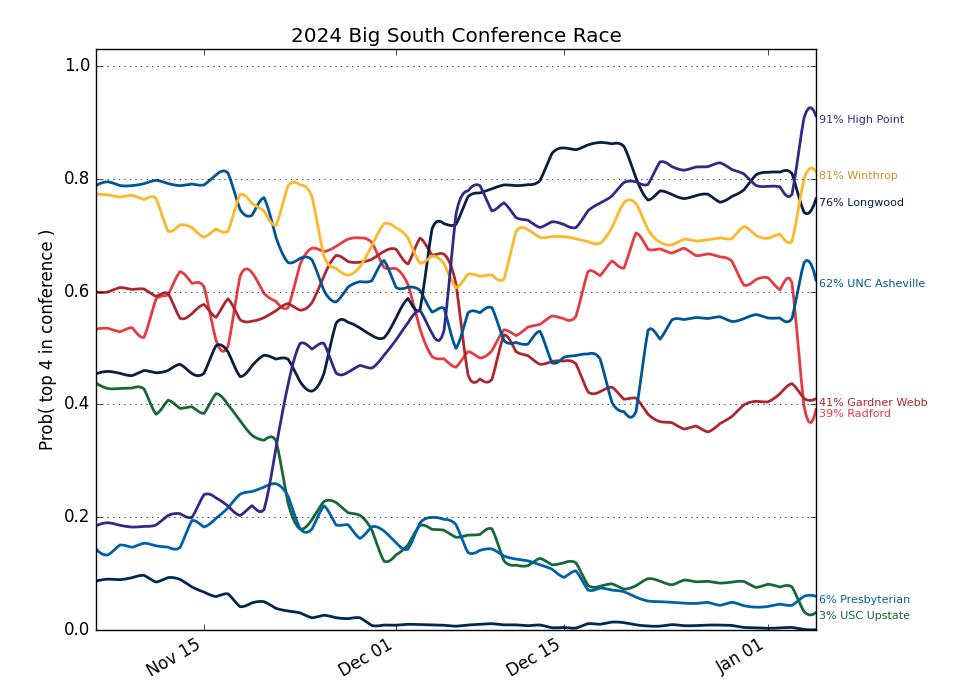 2024 Big South Conference Race
Prob( top 4 in conference )
1.0
0.8
0.6
0.4
0.2
0.0
Nov 15
Dec 01
Dec 15
Jan 01
91% High Point
81% Winthrop
76% Longwood
62% UNC Asheville
41% Gardner Webb
39% Radford
6% Presbyterian
3% USC Upstate